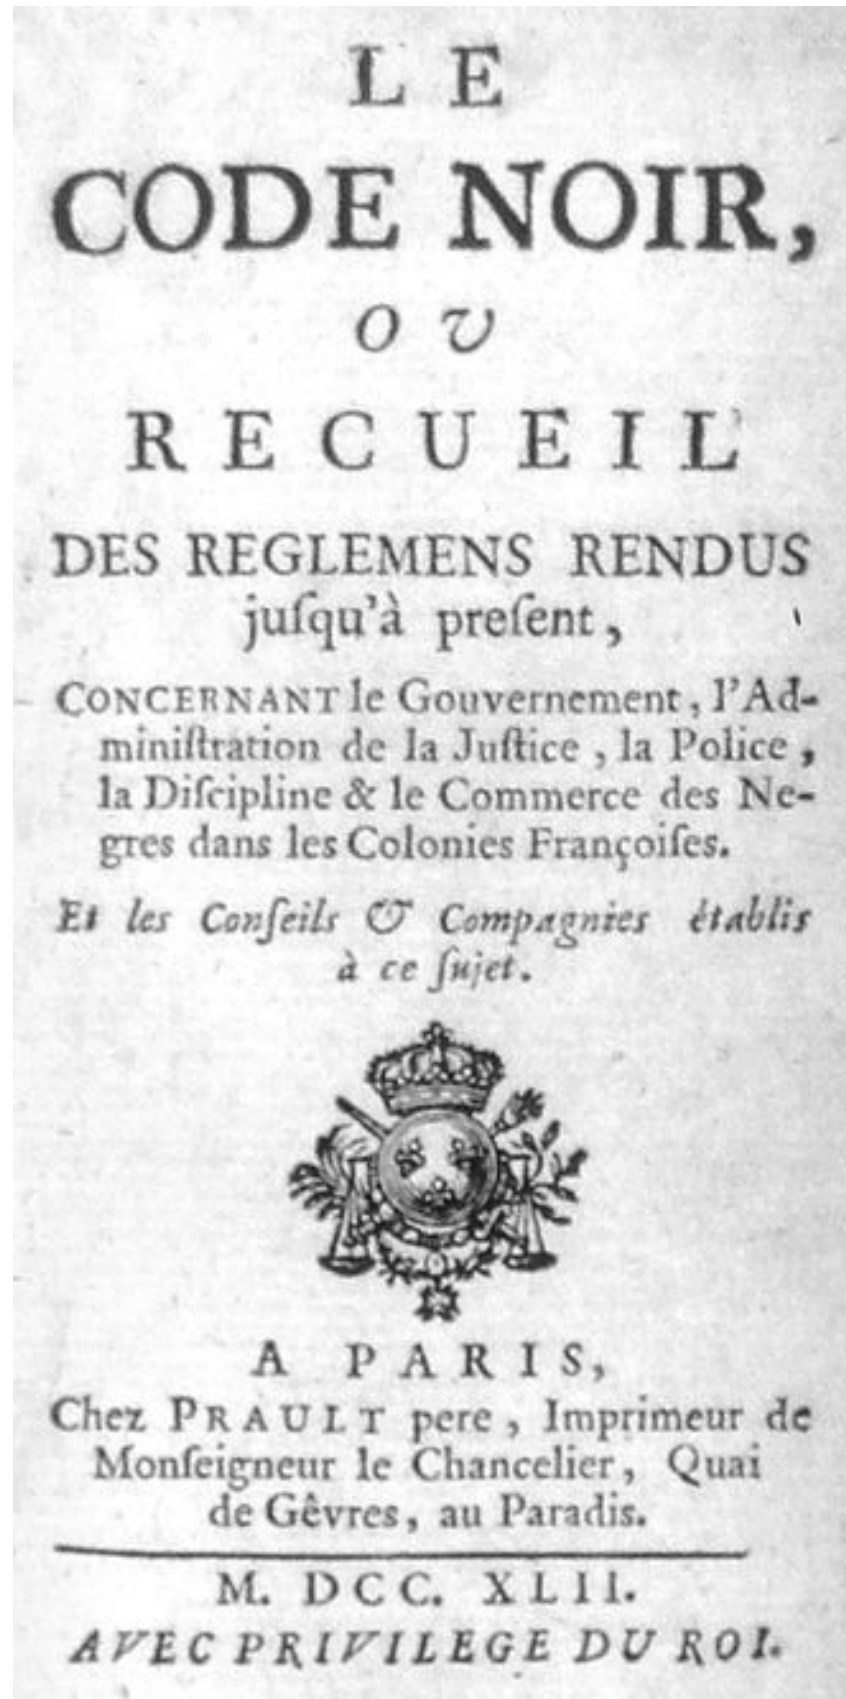 LE
CODE NOIR,
OU
RECUEIL
DES REGLEMENS RENDUS
juſqu'à preſent,
CONCERNANT le Gouvernement, l'Ad-
miniſtration de la Juſtice, la Police,
la Diſcipline & le Commerce des Ne-
gres dans les Colonies Françoiſes.
Et les Conſeils & Compagnies établis
à ce ſujet.
A PARIS,
Chez PRAULT pere, Imprimeur de
Monſeigneur le Chancelier, Quai
de Gêvres, au Paradis.
M. DCC. XLII.
AVEC PRIVILEGE DU ROI.